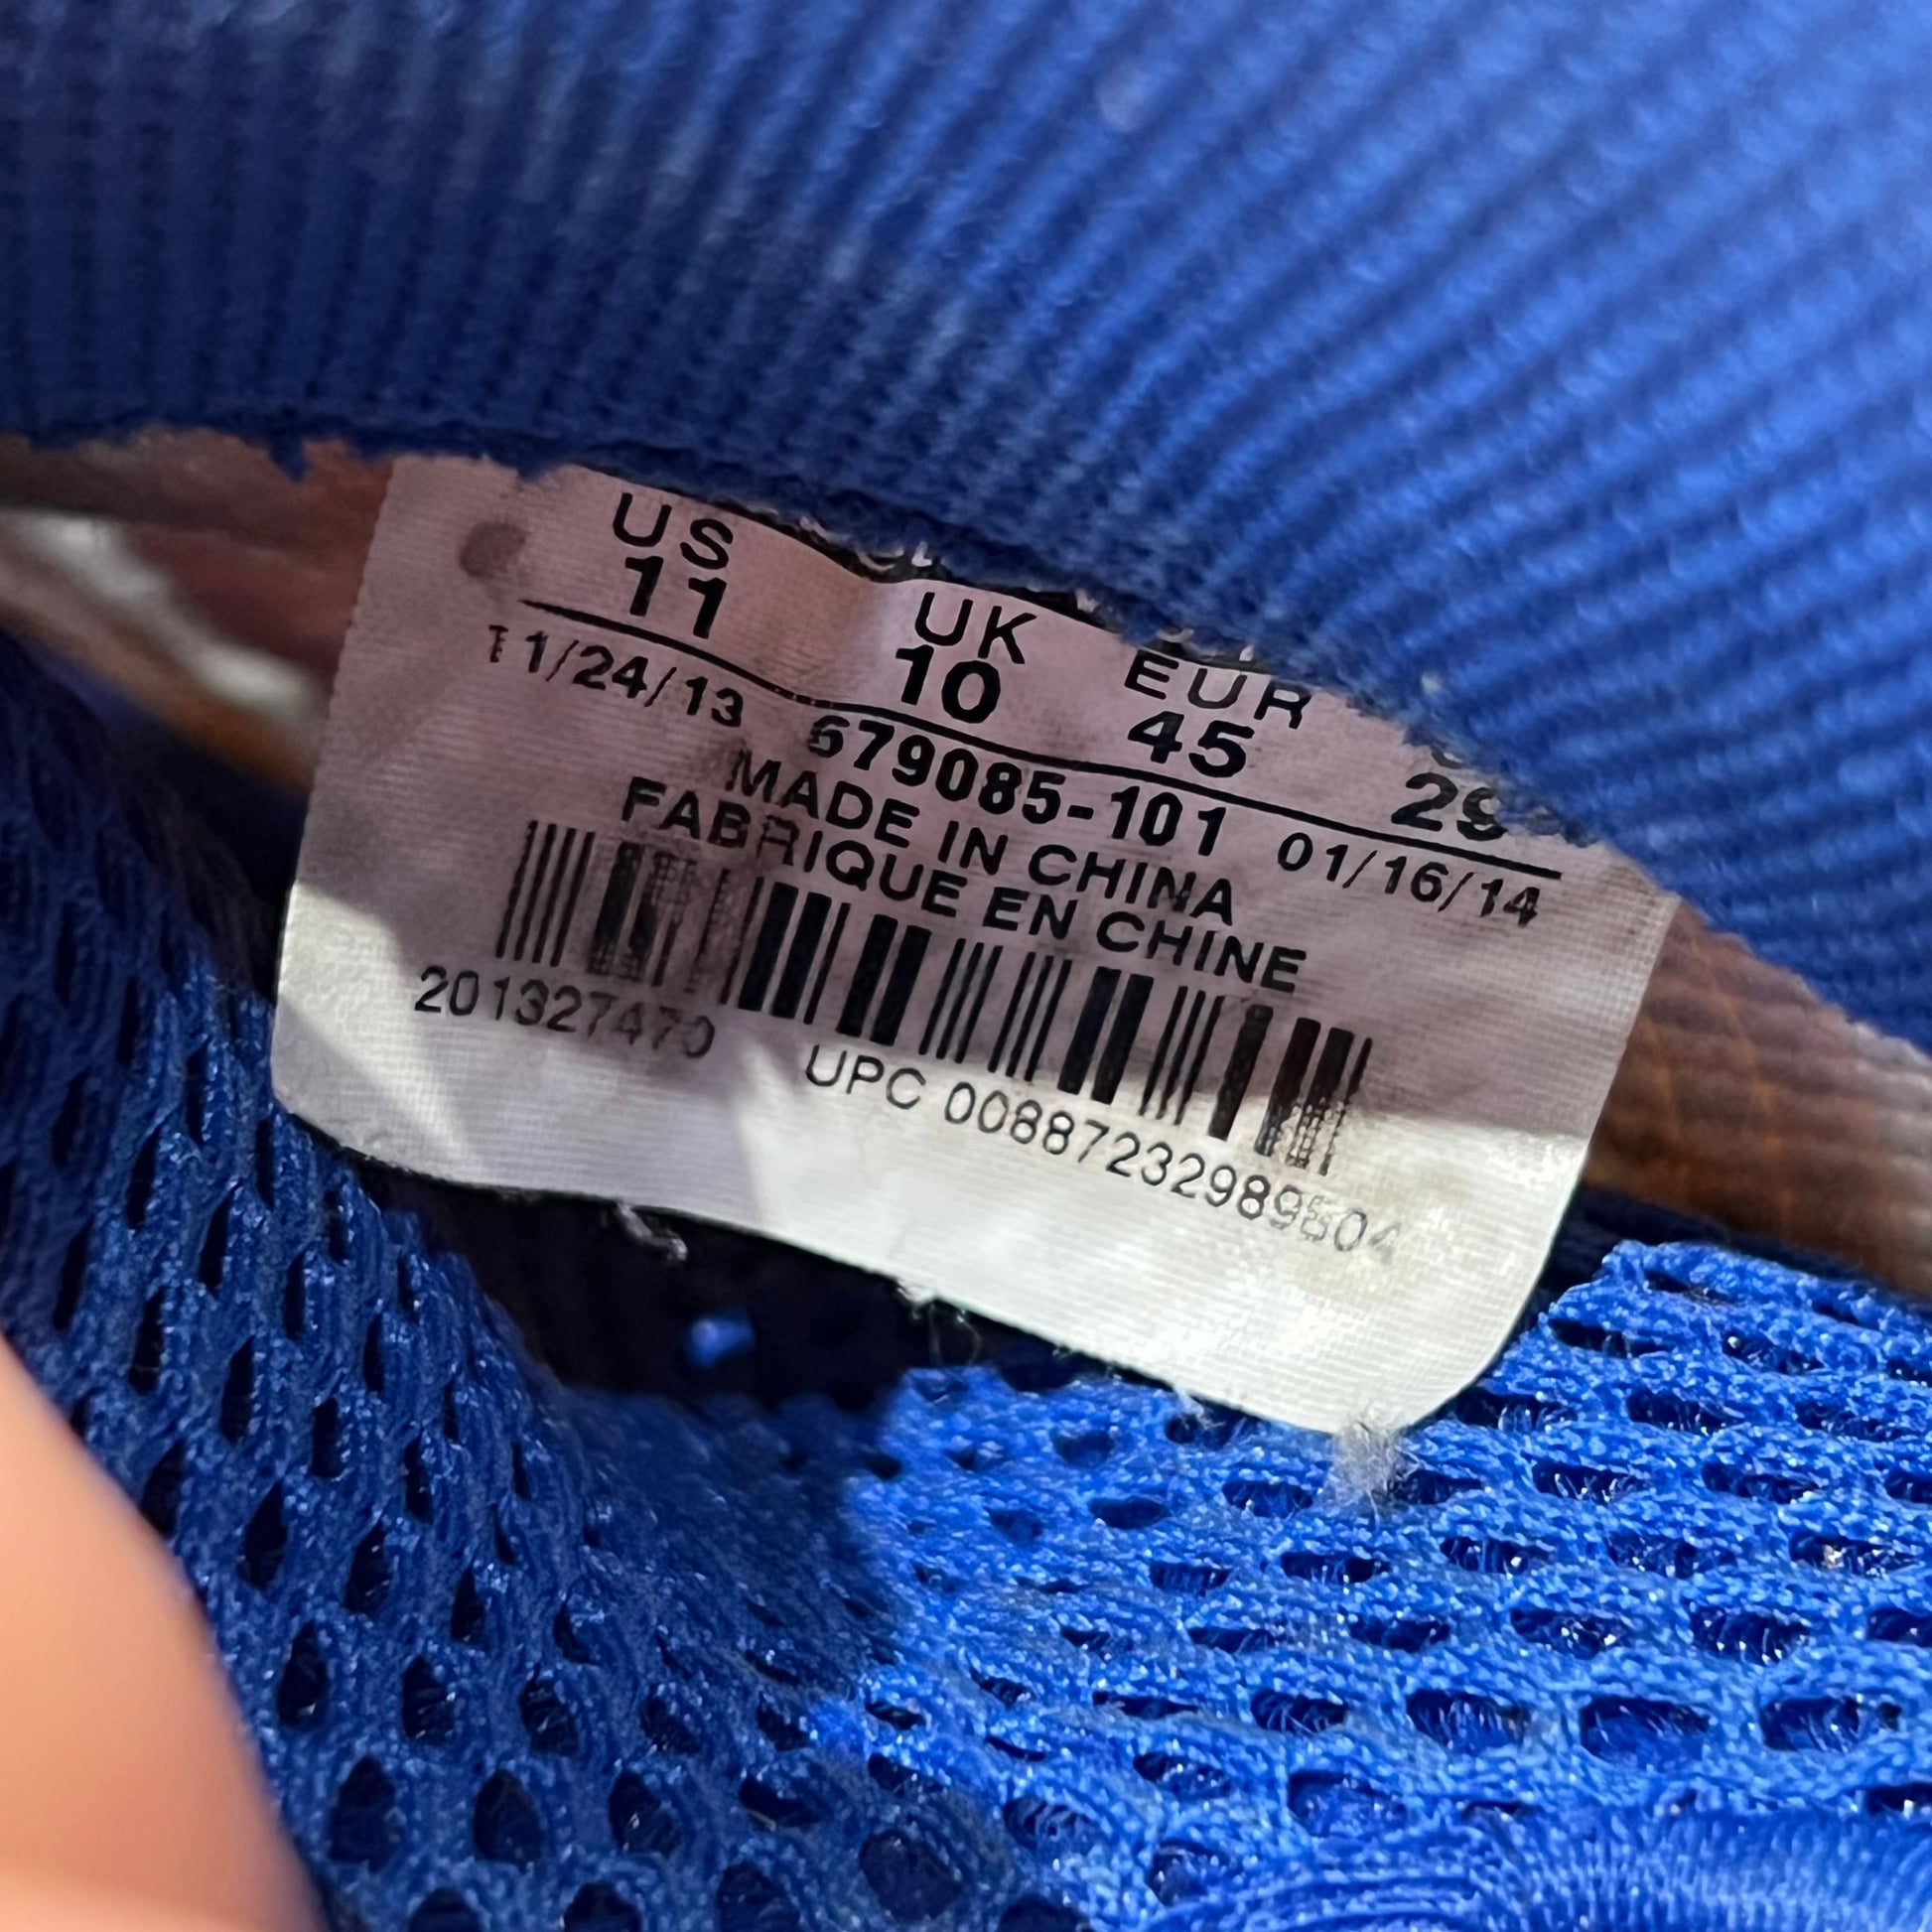 US UK EUR
11 10 45 29
11/24/13 679085-101 01/16/14
MADE IN CHINA
FABRIQUE EN CHINE
201327470
UPC 00887232989504